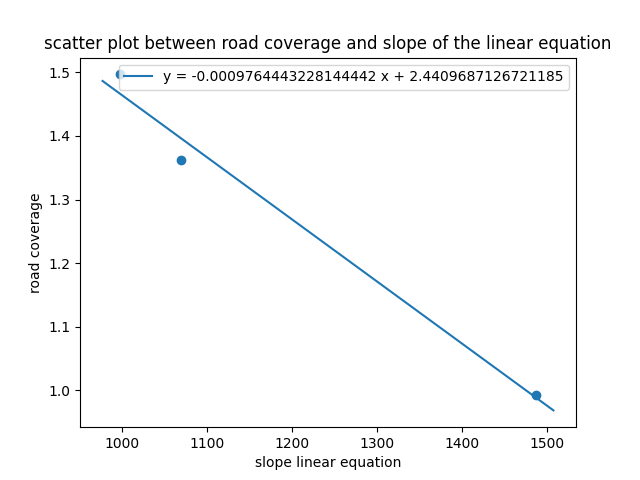 scatter plot between road coverage and slope of the linear equation
y = -0.0009764443228144442 x + 2.4409687126721185
1.5
1.4
1.3
1.2
1.1
1.0
road coverage
1000 1100 1200 1300 1400 1500
slope linear equation